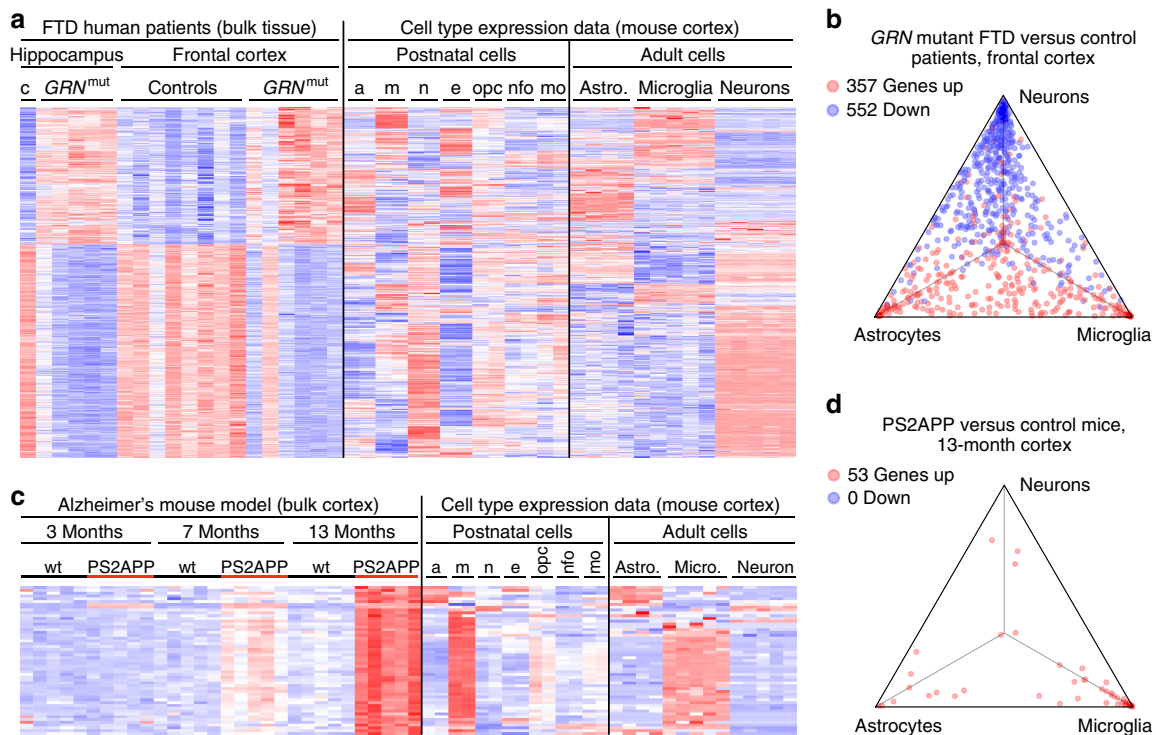 a
FTD human patients (bulk tissue)
Cell type expression data (mouse cortex)
Hippocampus
Frontal cortex
Postnatal cells
Adult cells
c
GRN^mut
Controls
GRN^mut
a
m
n
e
opc
nfo
mo
Astro.
Microglia
Neurons
b
GRN mutant FTD versus control
patients, frontal cortex
357 Genes up
552 Down
Neurons
Astrocytes
Microglia
c
Alzheimer's mouse model (bulk cortex)
Cell type expression data (mouse cortex)
3 Months
7 Months
13 Months
Postnatal cells
Adult cells
wt
PS2APP
wt
PS2APP
wt
PS2APP
a
m
n
e
opc
nfo
mo
Astro.
Micro.
Neuron
d
PS2APP versus control mice,
13-month cortex
53 Genes up
0 Down
Neurons
Astrocytes
Microglia